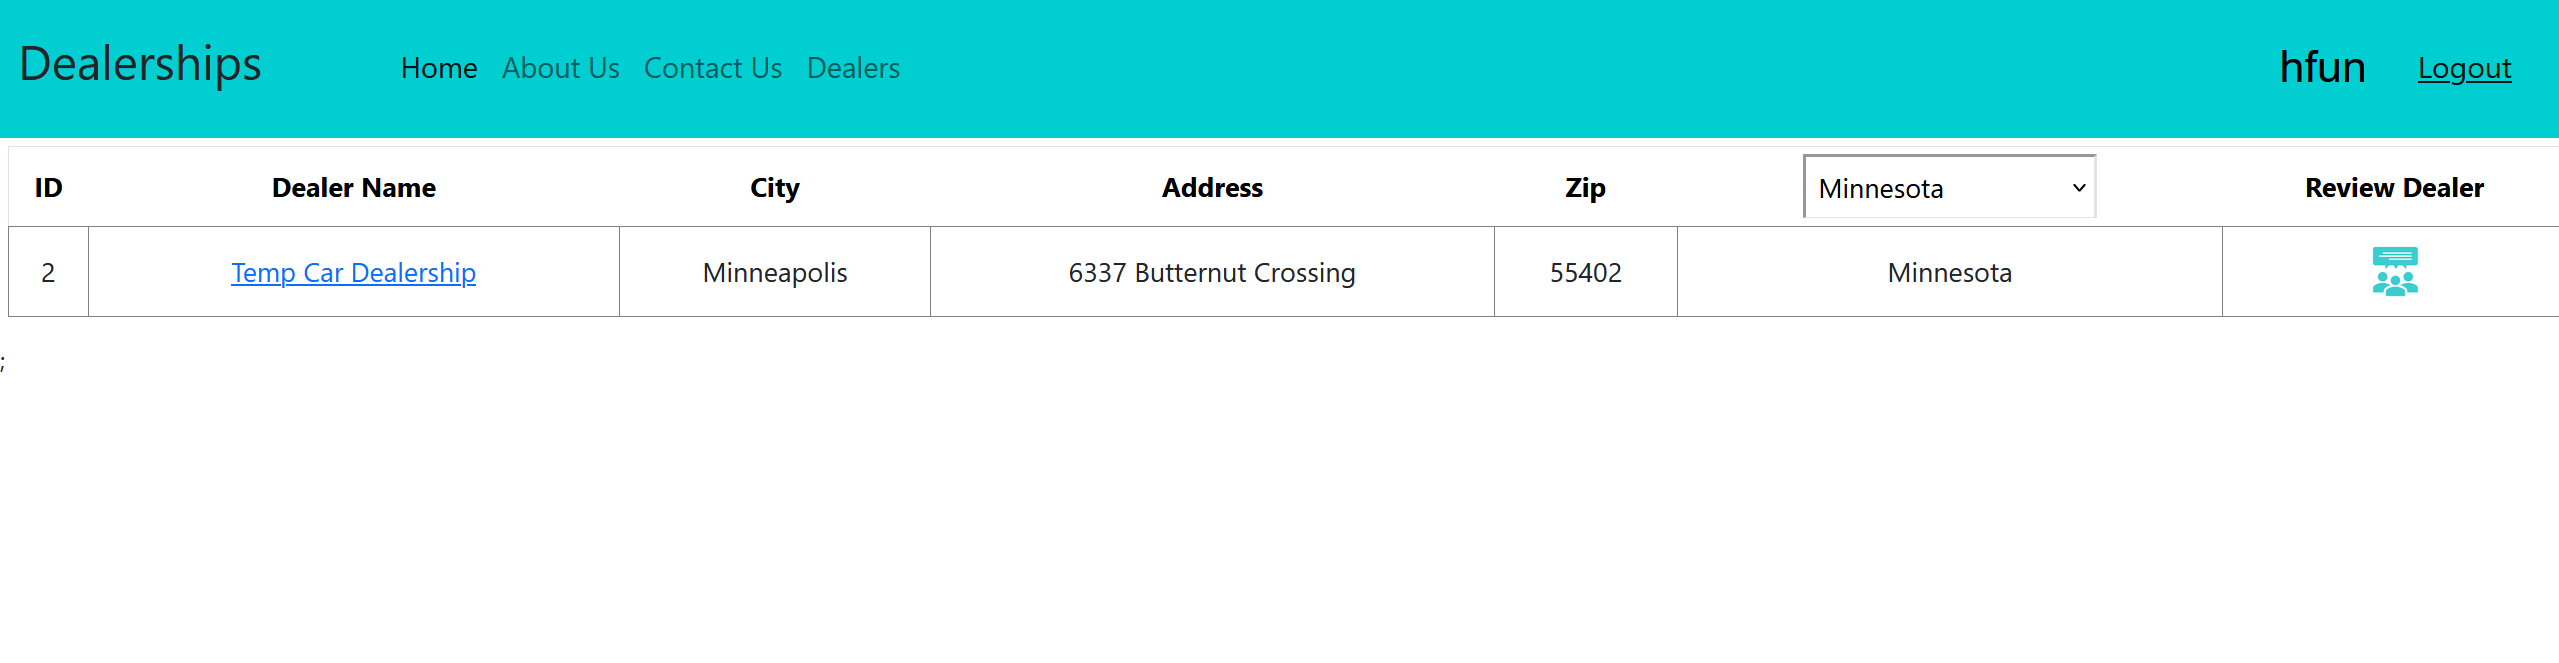 Dealerships Home About Us Contact Us Dealers hfun Logout
ID Dealer Name City Address Zip Minnesota Review Dealer
2 Temp Car Dealership Minneapolis 6337 Butternut Crossing 55402 Minnesota
;